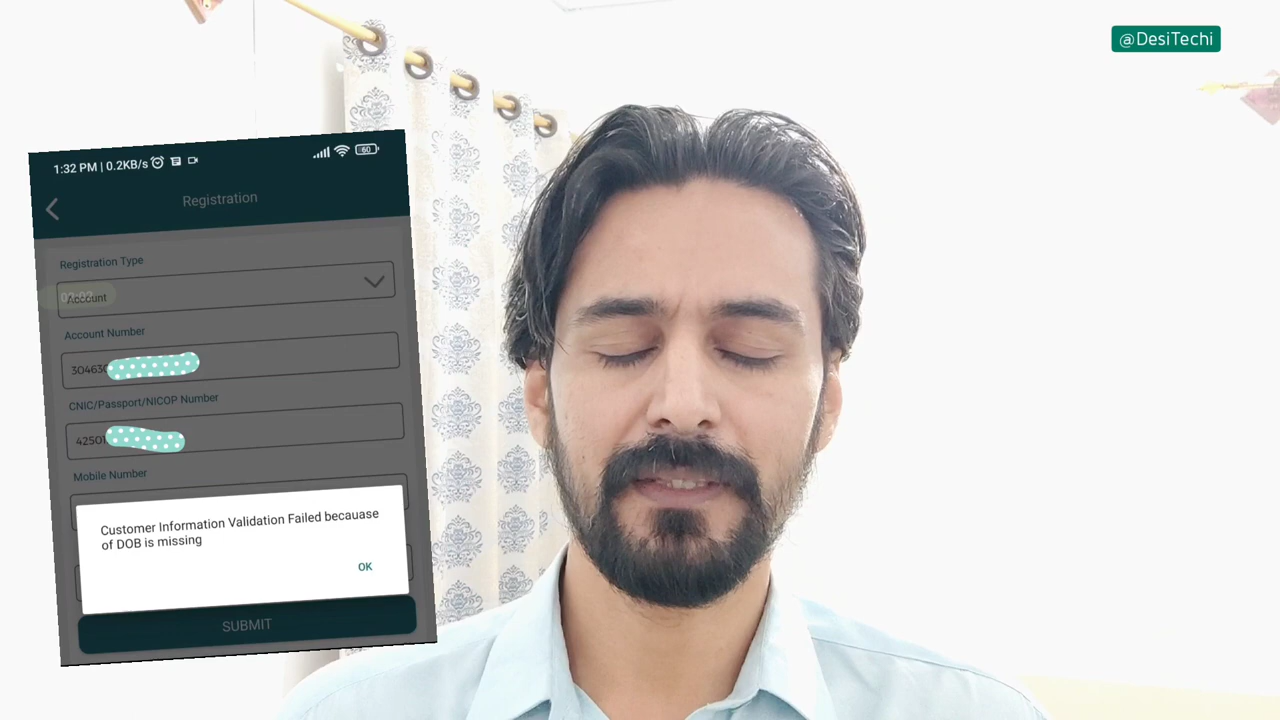 @DesiTechi
1:32 PM | 0.2KB/s
60
Registration
Registration Type
Account
Account Number
30463
CNIC/Passport/NICOP Number
42501
Mobile Number
Customer Information Validation Failed becauase
of DOB is missing
OK
SUBMIT